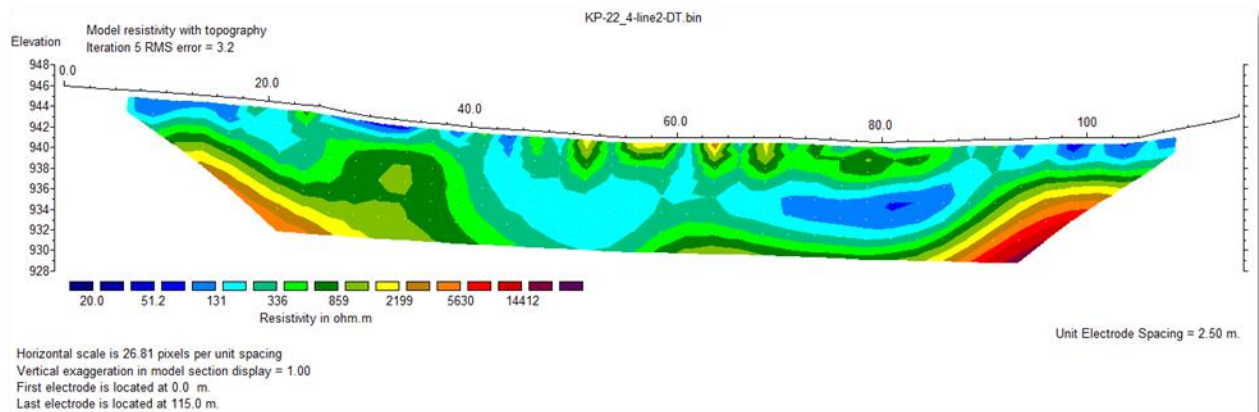 KP-22_4-line2-DT.bin
Model resistivity with topography
Iteration 5 RMS error = 3.2
Elevation
948
946
944
942
940
936
934
930
928
0.0
20.0
40.0
60.0
80.0
100
20.0 51.2 131 336 859 2199 5630 14412
Resistivity in ohm.m
Unit Electrode Spacing = 2.50 m.
Horizontal scale is 26.81 pixels per unit spacing
Vertical exaggeration in model section display = 1.00
First electrode is located at 0.0 m.
Last electrode is located at 115.0 m.